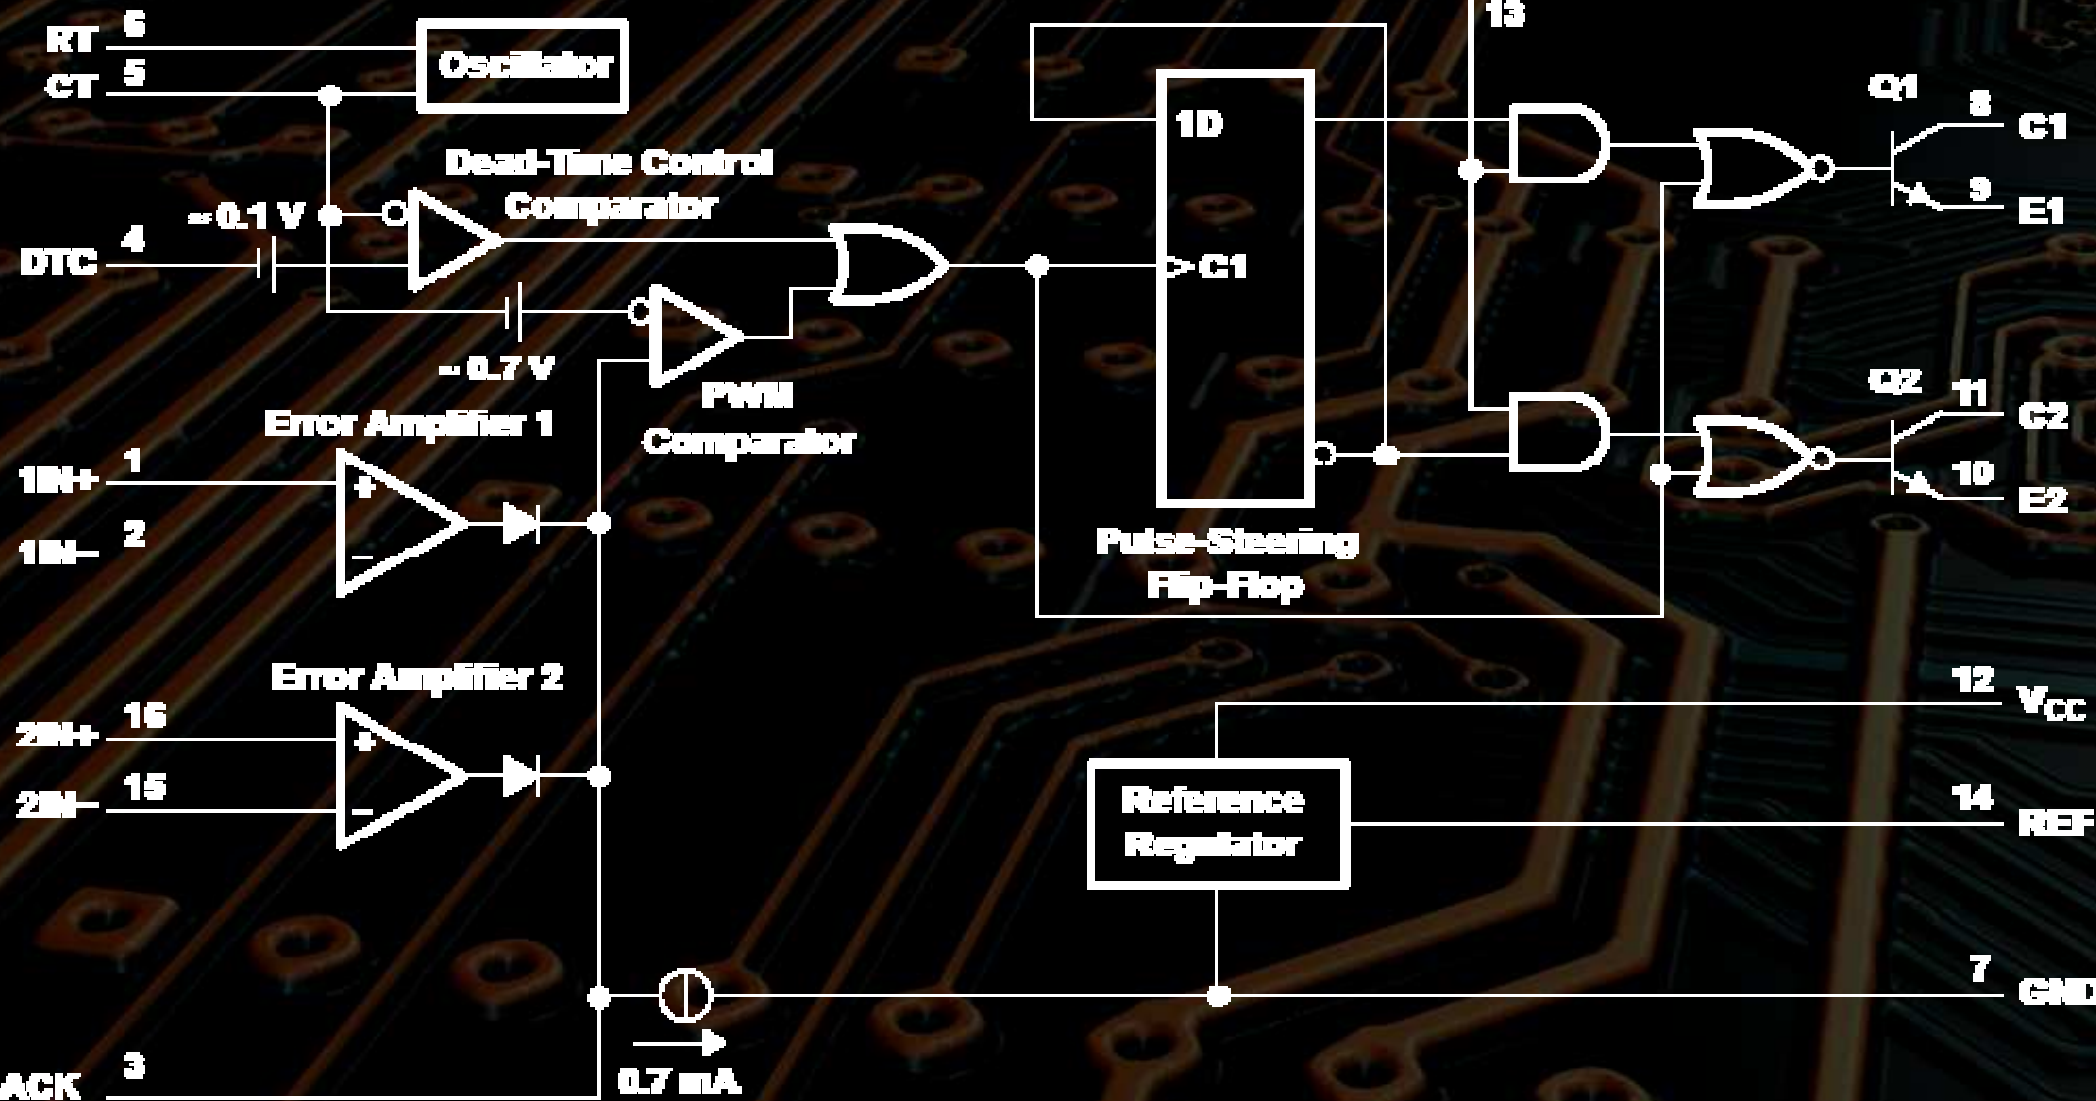 RT 6
Oscillator
CT 5
13
Q1
8 C1
1D
Dead-Time Control
Comparator
≈ 0.1 V
9 E1
DTC 4
C1
≈ 0.7 V
PWM
Comparator
Q2
11 C2
Error Amplifier 1
1IN+ 1
10 E2
1IN– 2
Pulse-Steering
Flip-Flop
Error Amplifier 2
12 VCC
2IN+ 16
+
–
+
–
2IN– 15
Reference
Regulator
14 REF
7 GND
ACK 3
0.7 mA